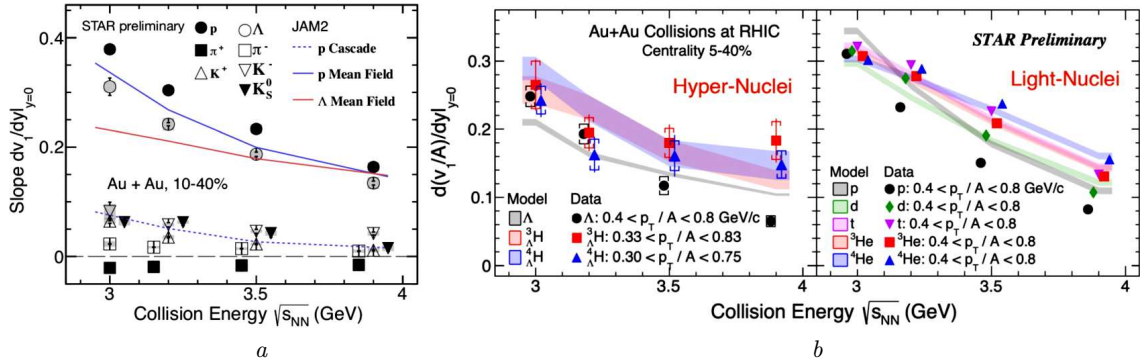 STAR preliminary JAM2
p Λ p Cascade
π⁺ π⁻ p Mean Field
K⁺ K⁻ Λ Mean Field
K⁰S
Au + Au, 10-40%
Slope dv₁/dy|y=0
0.4
0.2
0
3 3.5 4
Collision Energy √sNN (GeV)
a
Au+Au Collisions at RHIC
Centrality 5-40%
Hyper-Nuclei
d(v₁/A)/dy|y=0
0.3
0.2
0.1
0
Model Data
Λ Λ: 0.4 < pT / A < 0.8 GeV/c
³ΛH ³ΛH: 0.33 < pT / A < 0.83
⁴ΛH ⁴ΛH: 0.30 < pT / A < 0.75
3 3.5 4
STAR Preliminary
Light-Nuclei
Model Data
p p: 0.4 < pT / A < 0.8 GeV/c
d d: 0.4 < pT / A < 0.8
t t: 0.4 < pT / A < 0.8
³He ³He: 0.4 < pT / A < 0.8
⁴He ⁴He: 0.4 < pT / A < 0.8
3 3.5 4
Collision Energy √sNN (GeV)
b